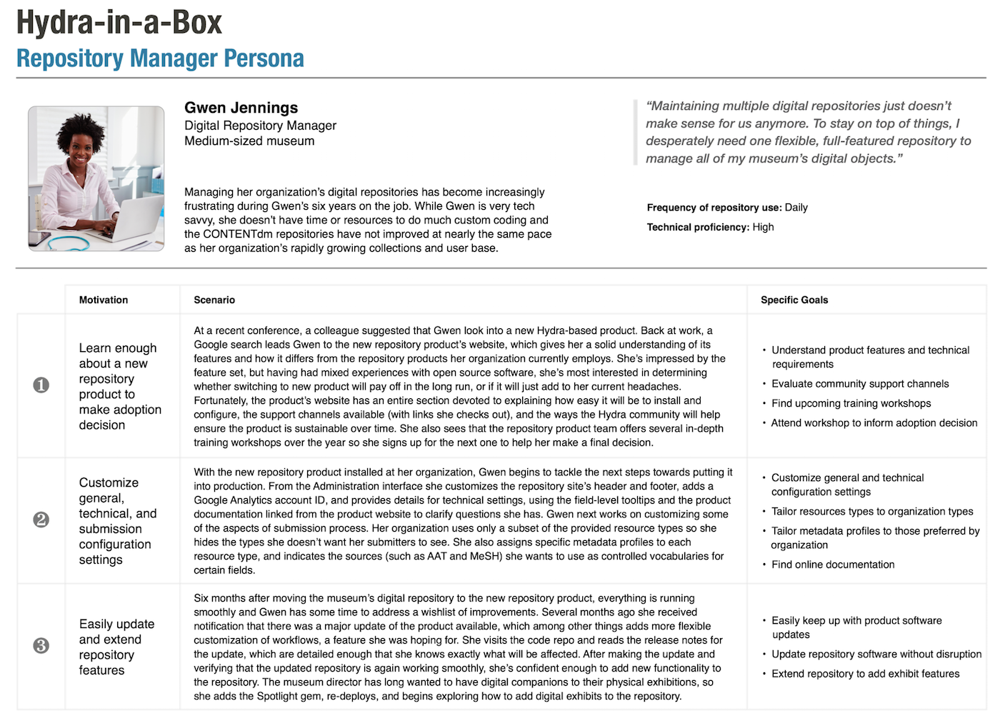 Hydra-in-a-Box
Repository Manager Persona
Gwen Jennings
Digital Repository Manager
Medium-sized museum
Managing her organization’s digital repositories has become increasingly
frustrating during Gwen’s six years on the job. While Gwen is very tech
savvy, she doesn’t have time or resources to do much custom coding and
the CONTENTdm repositories have not improved at nearly the same pace
as her organization’s rapidly growing collections and user base.
“Maintaining multiple digital repositories just doesn’t
make sense for us anymore. To stay on top of things, I
desperately need one flexible, full-featured repository to
manage all of my museum’s digital objects.”
Frequency of repository use: Daily
Technical proficiency: High
Motivation
Scenario
Specific Goals
1
Learn enough
about a new
repository
product to
make adoption
decision
At a recent conference, a colleague suggested that Gwen look into a new Hydra-based product. Back at work, a
Google search leads Gwen to the new repository product’s website, which gives her a solid understanding of its
features and how it differs from the repository products her organization currently employs. She’s impressed by the
feature set, but having had mixed experiences with open source software, she’s most interested in determining
whether switching to new product will pay off in the long run, or if it will just add to her current headaches.
Fortunately, the product’s website has an entire section devoted to explaining how easy it will be to install and
configure, the support channels available (with links she checks out), and the ways the Hydra community will help
ensure the product is sustainable over time. She also sees that the repository product team offers several in-depth
training workshops over the year so she signs up for the next one to help her make a final decision.
• Understand product features and technical
requirements
• Evaluate community support channels
• Find upcoming training workshops
• Attend workshop to inform adoption decision
2
Customize
general,
technical, and
submission
configuration
settings
With the new repository product installed at her organization, Gwen begins to tackle the next steps towards putting it
into production. From the Administration interface she customizes the repository site’s header and footer, adds a
Google Analytics account ID, and provides details for technical settings, using the field-level tooltips and the product
documentation linked from the product website to clarify questions she has. Gwen next works on customizing some
of the aspects of submission process. Her organization uses only a subset of the provided resource types so she
hides the types she doesn’t want her submitters to see. She also assigns specific metadata profiles to each
resource type, and indicates the sources (such as AAT and MeSH) she wants to use as controlled vocabularies for
certain fields.
• Customize general and technical
configuration settings
• Tailor resources types to organization types
• Tailor metadata profiles to those preferred by
organization
• Find online documentation
3
Easily update
and extend
repository
features
Six months after moving the museum’s digital repository to the new repository product, everything is running
smoothly and Gwen has some time to address a wishlist of improvements. Several months ago she received
notification that there was a major update of the product available, which among other things adds more flexible
customization of workflows, a feature she was hoping for. She visits the code repo and reads the release notes for
the update, which are detailed enough that she knows exactly what will be affected. After making the update and
verifying that the updated repository is again working smoothly, she’s confident enough to add new functionality to
the repository. The museum director has long wanted to have digital companions to their physical exhibitions, so
she adds the Spotlight gem, re-deploys, and begins exploring how to add digital exhibits to the repository.
• Easily keep up with product software
updates
• Update repository software without disruption
• Extend repository to add exhibit features